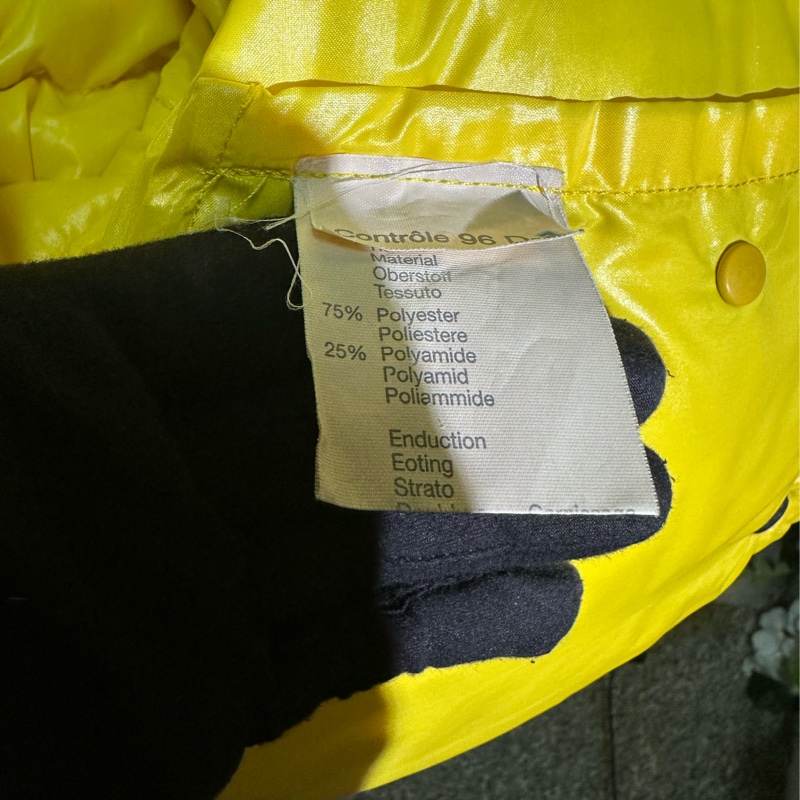 Contrôle 96
Material
Oberstoff
Tessuto
75% Polyester
Poliestere
25% Polyamide
Polyamid
Poliammide
Enduction
Eoting
Strato